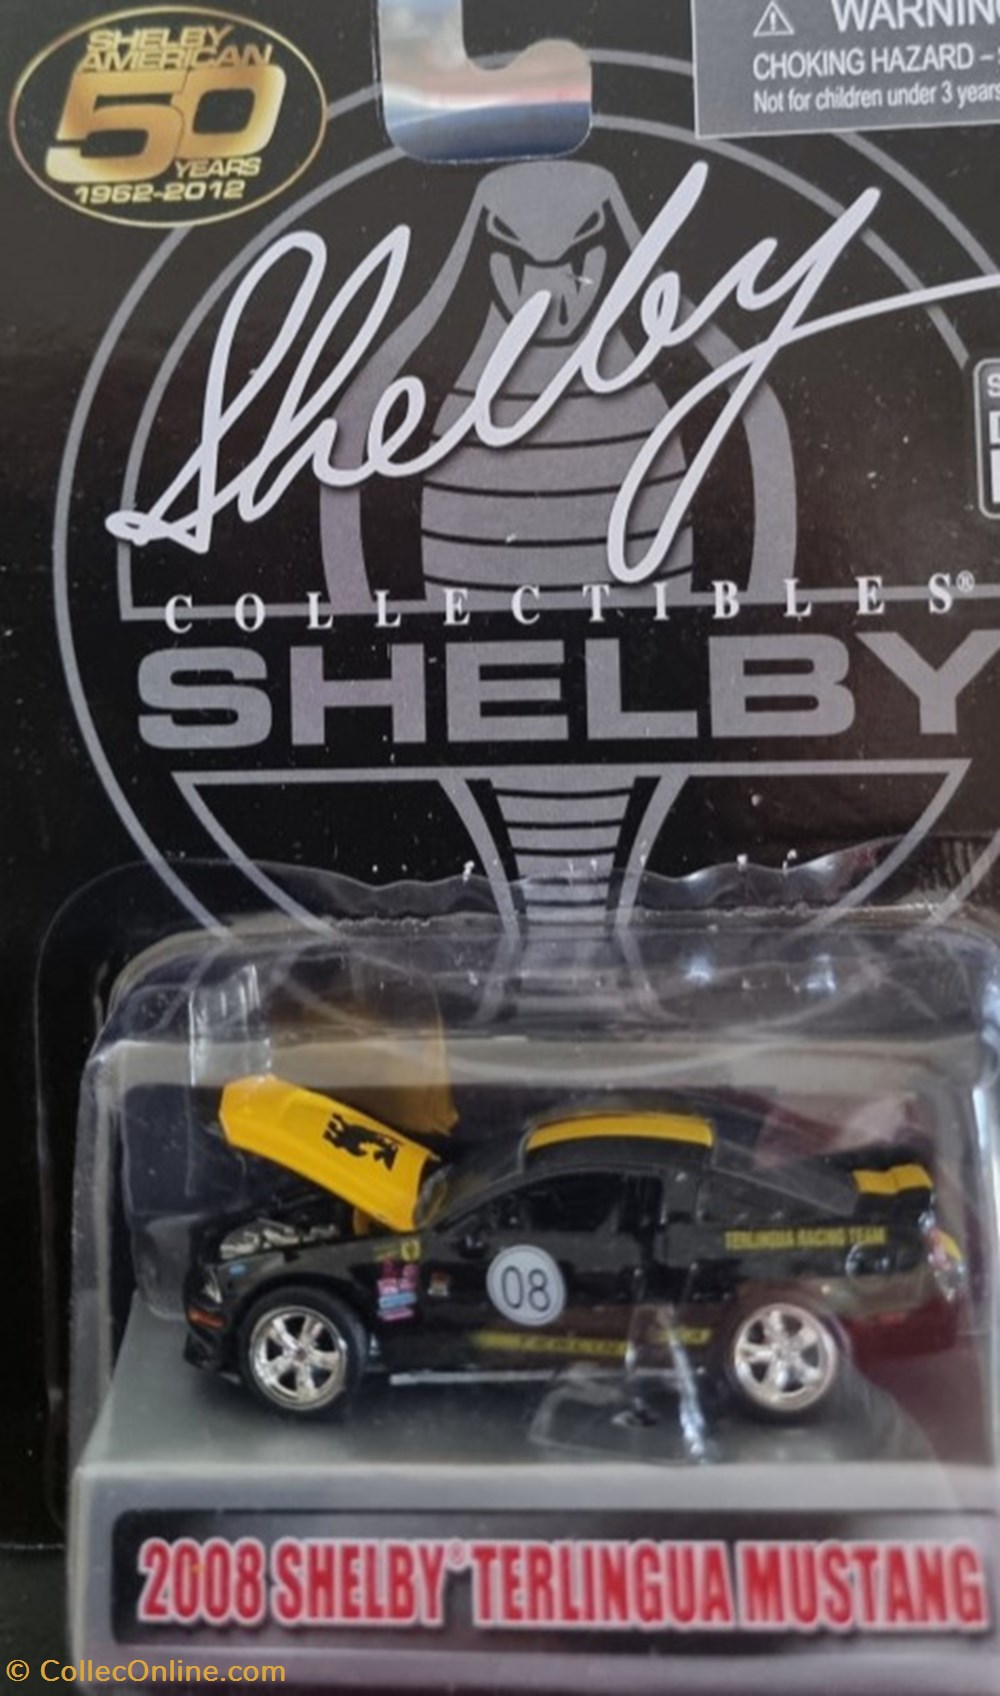 SHELBY
AMERICAN
50
YEARS
1962-2012
WARNIN
CHOKING HAZARD –
Not for children under 3 years
Shelby
COLLECTIBLES®
SHELBY
TERLINGUA RACING TEAM
08
2008 SHELBY® TERLINGUA MUSTANG
© CollecOnline.com